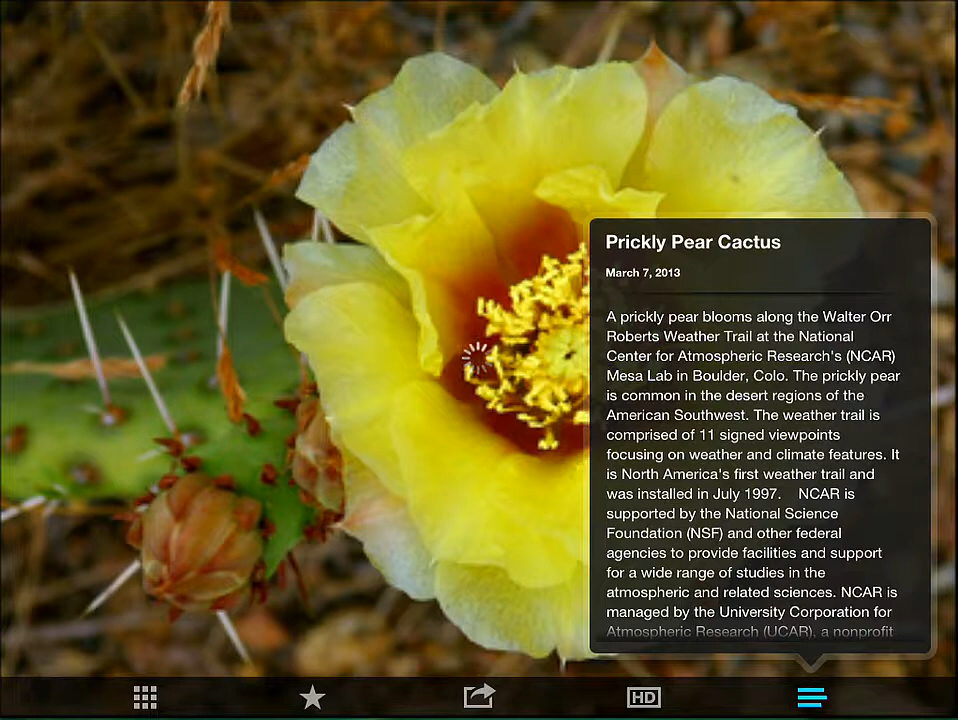 Prickly Pear Cactus
March 7, 2013
A prickly pear blooms along the Walter Orr
Roberts Weather Trail at the National
Center for Atmospheric Research's (NCAR)
Mesa Lab in Boulder, Colo. The prickly pear
is common in the desert regions of the
American Southwest. The weather trail is
comprised of 11 signed viewpoints
focusing on weather and climate features. It
is North America's first weather trail and
was installed in July 1997.    NCAR is
supported by the National Science
Foundation (NSF) and other federal
agencies to provide facilities and support
for a wide range of studies in the
atmospheric and related sciences. NCAR is
managed by the University Corporation for
Atmospheric Research (UCAR), a nonprofit
HD